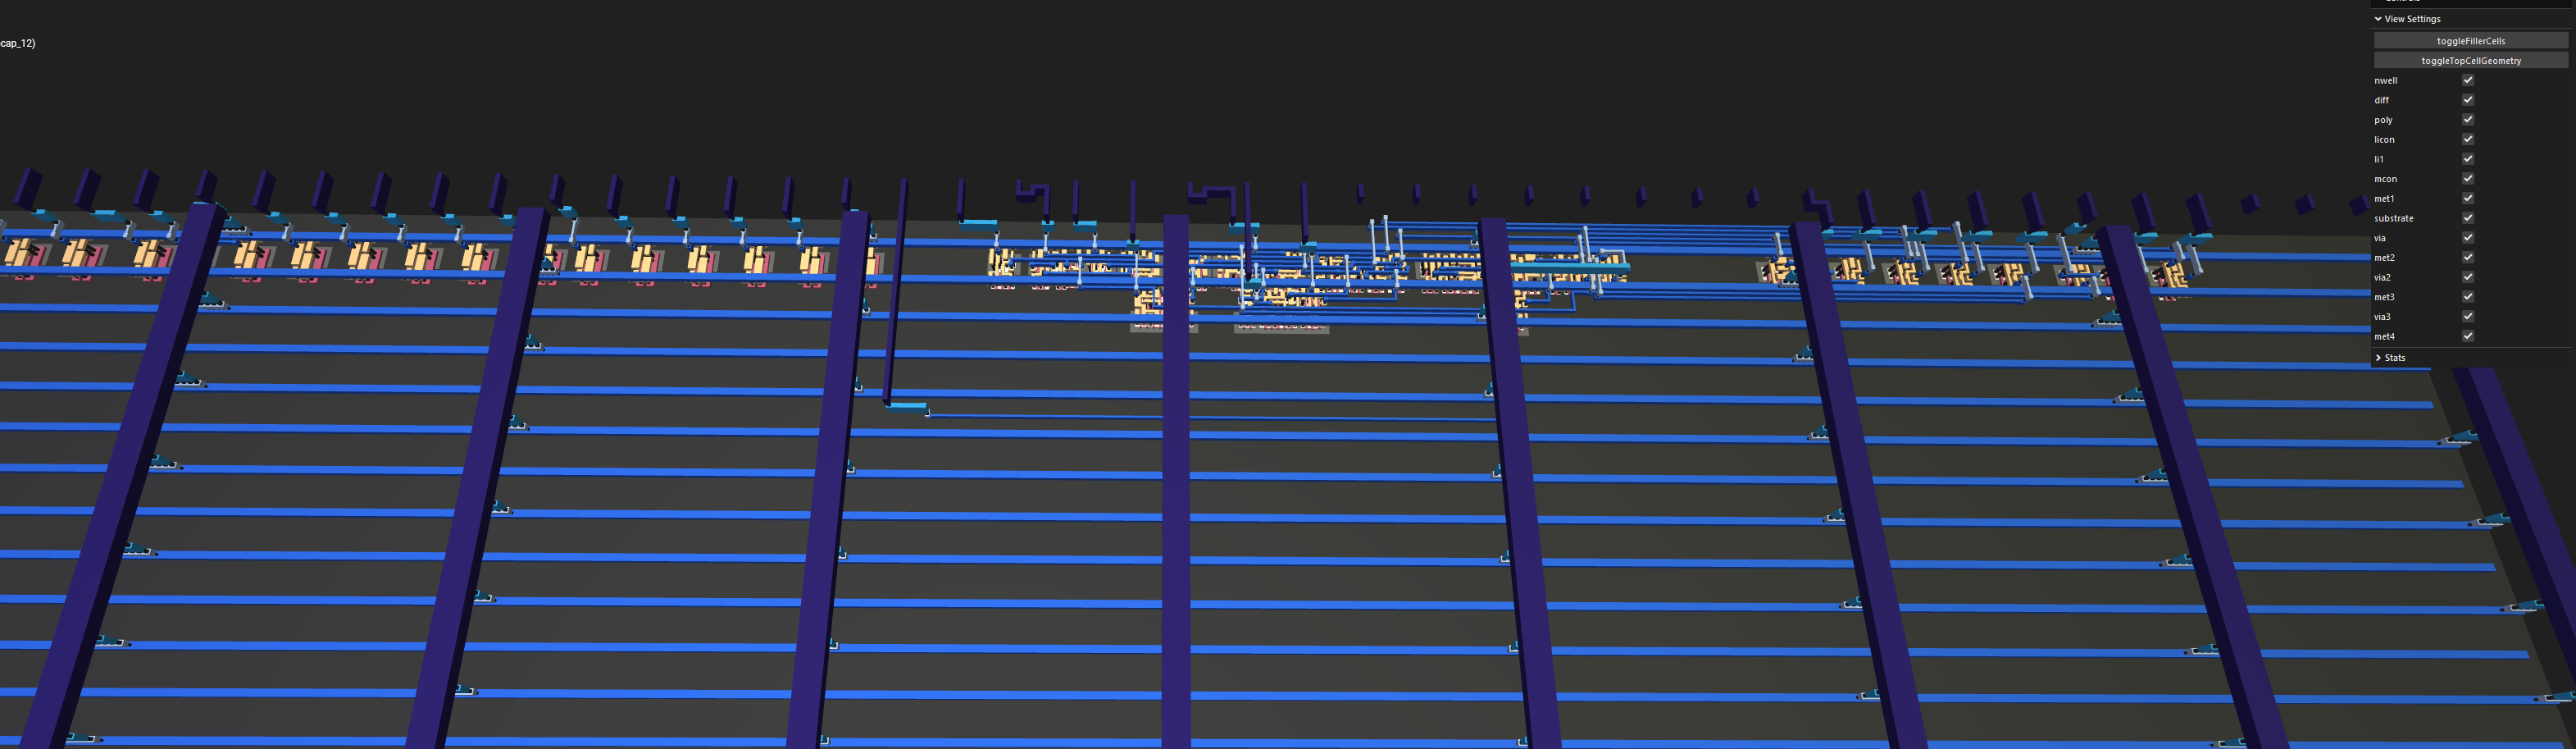 cap_12)
View Settings
toggleFillerCells
toggleTopCellGeometry
nwell
diff
poly
licon
li1
mcon
met1
substrate
via
met2
via2
met3
via3
met4
Stats